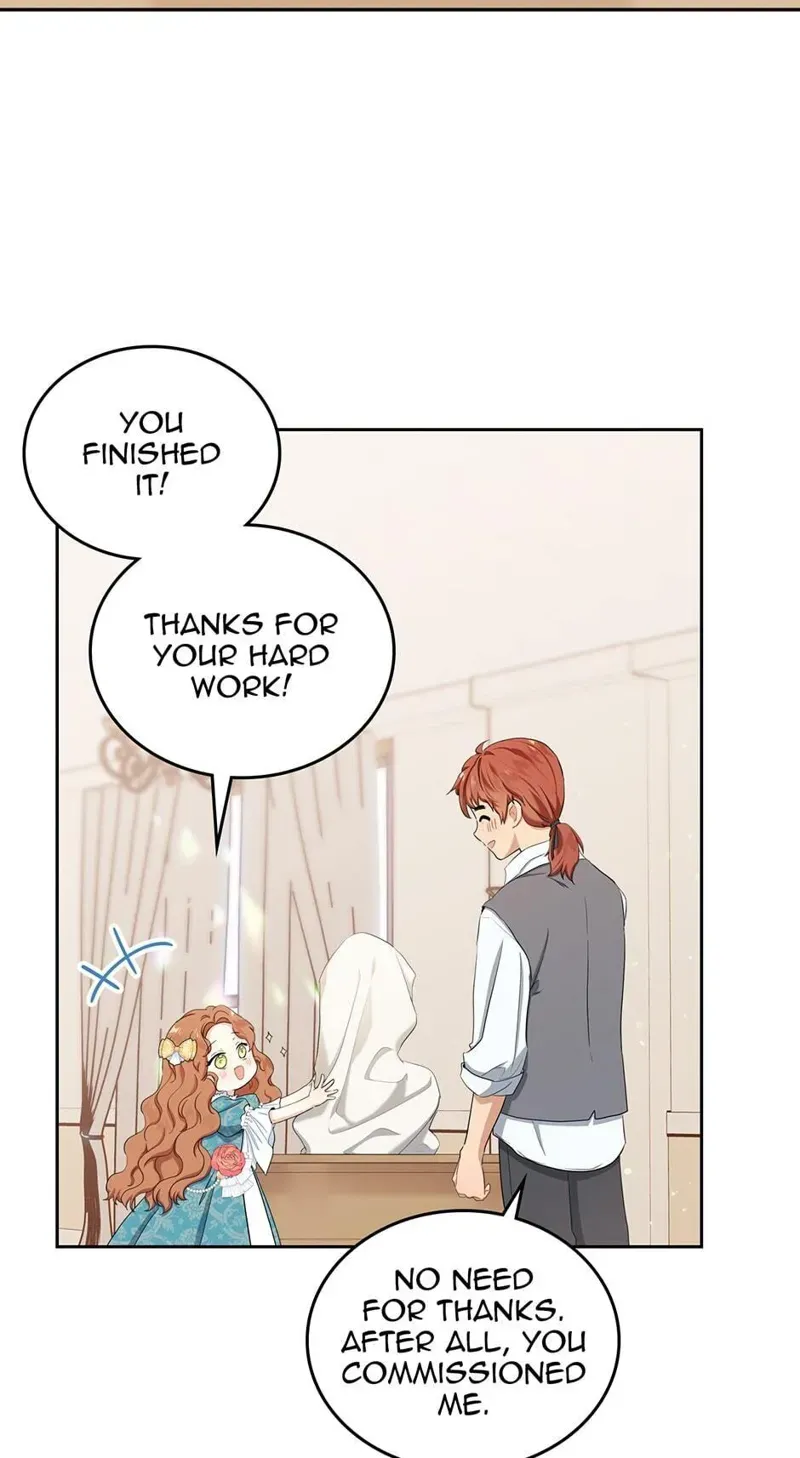 YOU
FINISHED
IT!
THANKS FOR
YOUR HARD
WORK!
NO NEED
FOR THANKS.
AFTER ALL, YOU
COMMISSIONED
ME.